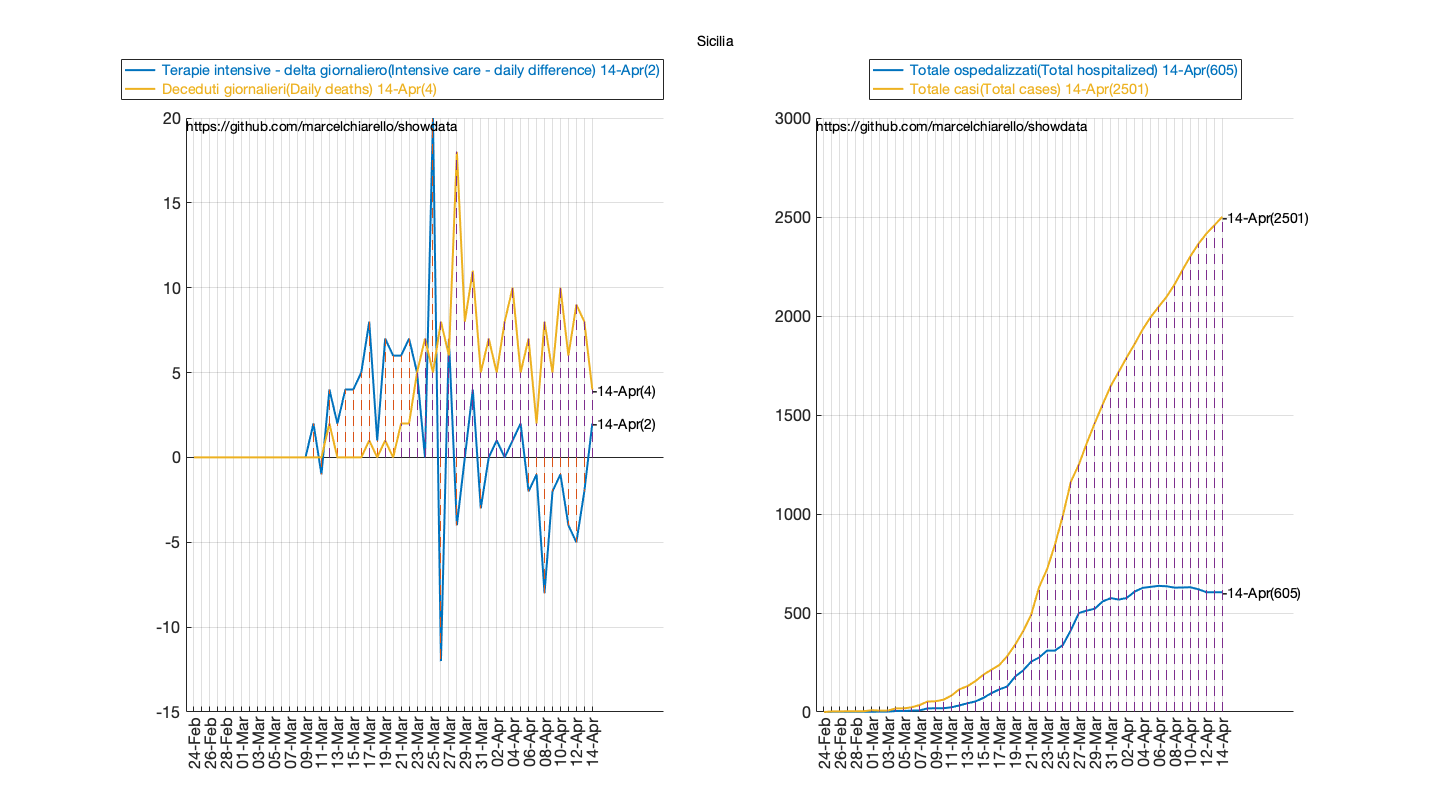 Sicilia
Terapie intensive - delta giornaliero(Intensive care - daily difference) 14-Apr(2)
Deceduti giornalieri(Daily deaths) 14-Apr(4)
https://github.com/marcelchiarello/showdata
20
15
10
5
0
-5
-10
-15
14-Apr(4)
14-Apr(2)
24-Feb
26-Feb
28-Feb
01-Mar
03-Mar
05-Mar
07-Mar
09-Mar
11-Mar
13-Mar
15-Mar
17-Mar
19-Mar
21-Mar
23-Mar
25-Mar
27-Mar
29-Mar
31-Mar
02-Apr
04-Apr
06-Apr
08-Apr
10-Apr
12-Apr
14-Apr
Totale ospedalizzati(Total hospitalized) 14-Apr(605)
Totale casi(Total cases) 14-Apr(2501)
https://github.com/marcelchiarello/showdata
3000
2500
2000
1500
1000
500
0
14-Apr(2501)
14-Apr(605)
24-Feb
26-Feb
28-Feb
01-Mar
03-Mar
05-Mar
07-Mar
09-Mar
11-Mar
13-Mar
15-Mar
17-Mar
19-Mar
21-Mar
23-Mar
25-Mar
27-Mar
29-Mar
31-Mar
02-Apr
04-Apr
06-Apr
08-Apr
10-Apr
12-Apr
14-Apr